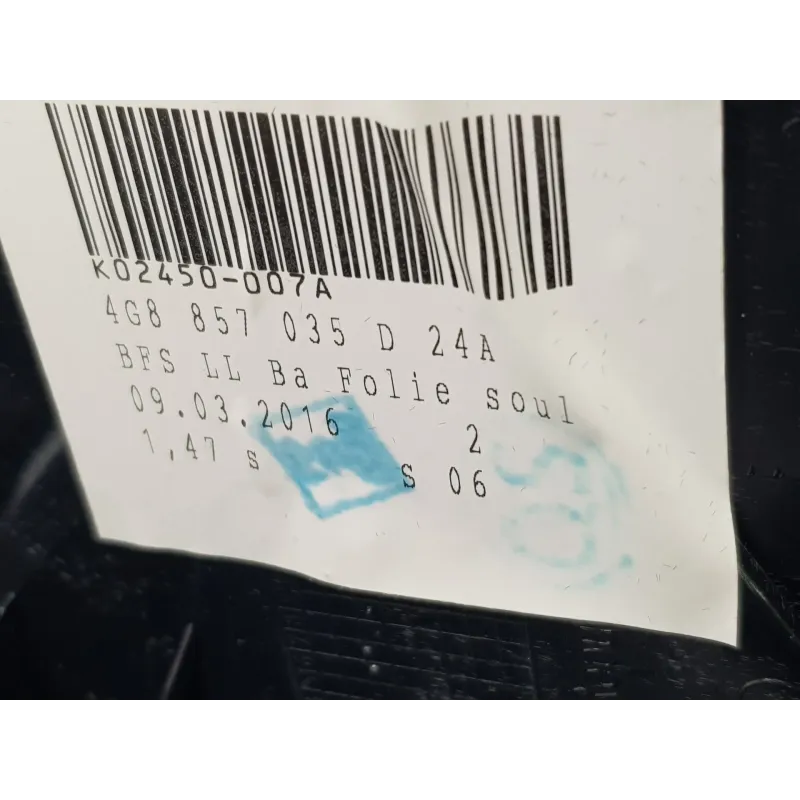 K02450-007A
4G8 857 035 D 24A
BFS LL Ba Folie soul
09.03.2016 2
1,47 s S 06